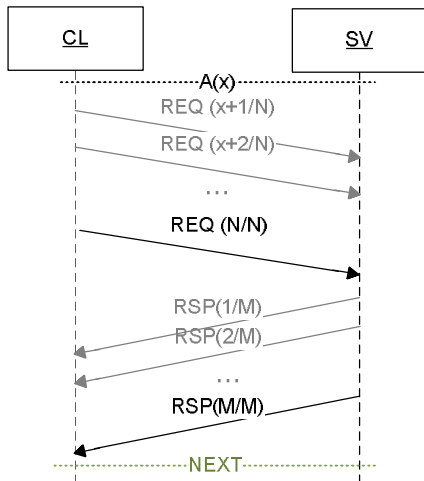 CL
SV
A(x)
REQ (x+1/N)
REQ (x+2/N)
...
REQ (N/N)
RSP(1/M)
RSP(2/M)
...
RSP(M/M)
NEXT